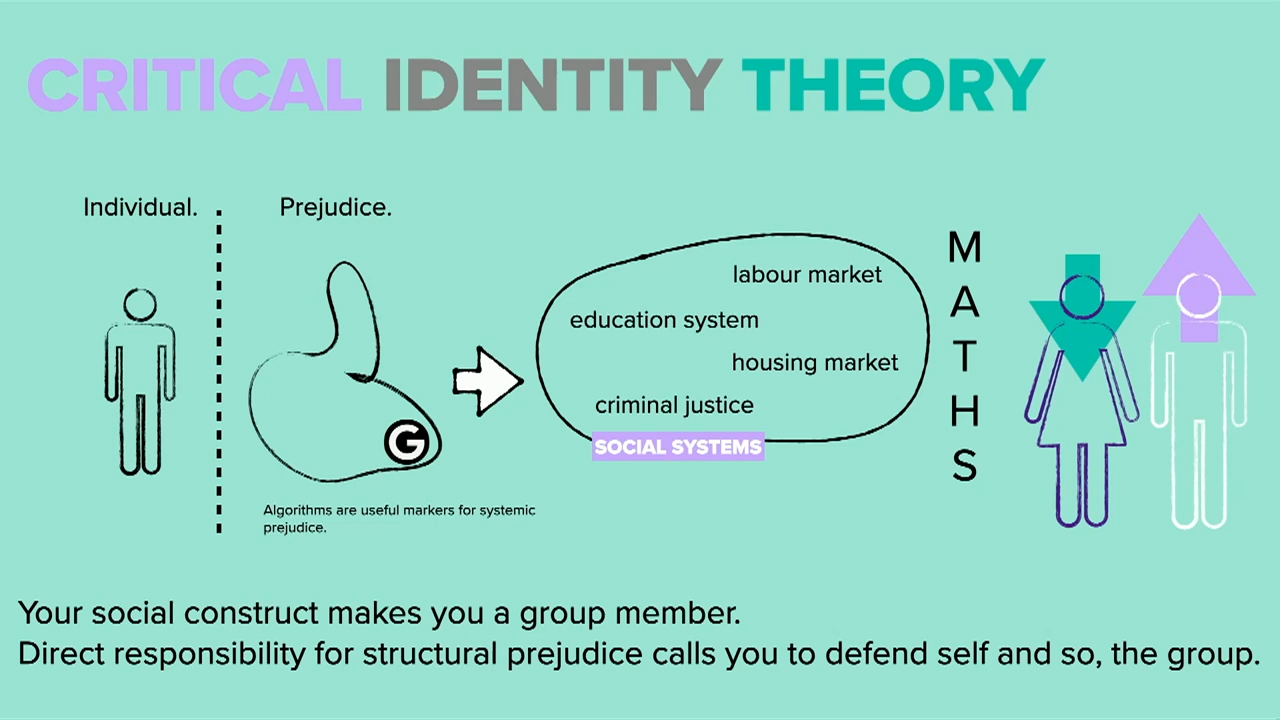 CRITICAL IDENTITY THEORY
Individual.
Prejudice.
labour market
education system
housing market
criminal justice
SOCIAL SYSTEMS
G
M
A
T
H
S
Algorithms are useful markers for systemic
prejudice.
Your social construct makes you a group member.
Direct responsibility for structural prejudice calls you to defend self and so, the group.